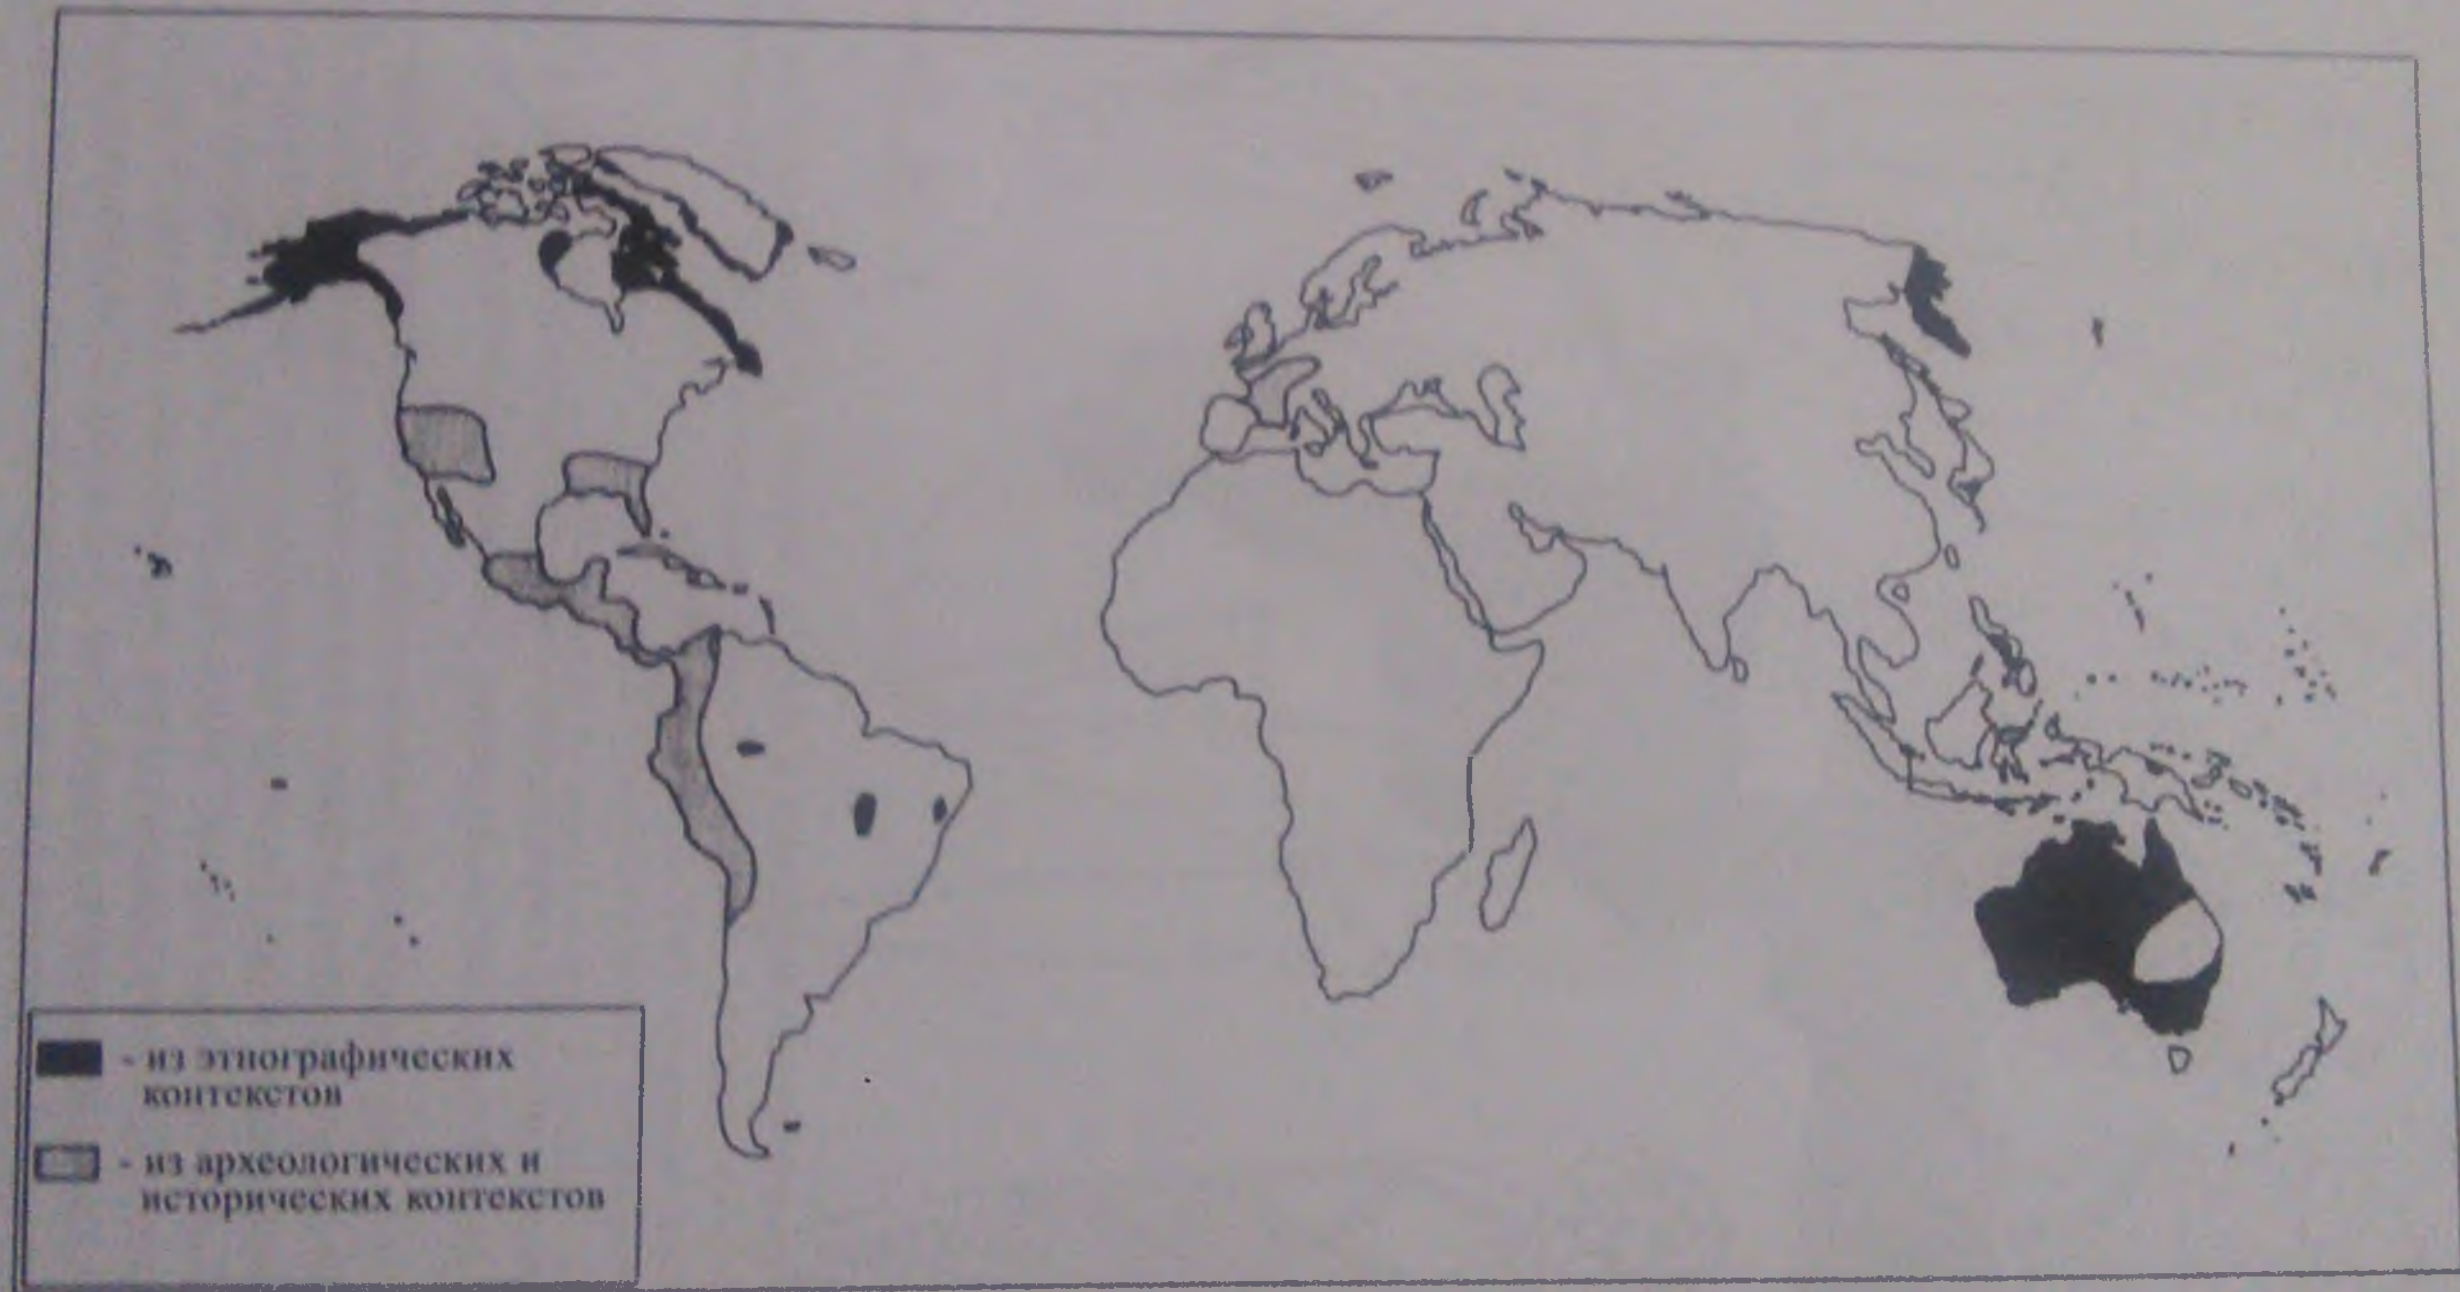 - из этнографических
контекстов
- из археологических и
исторических контекстов